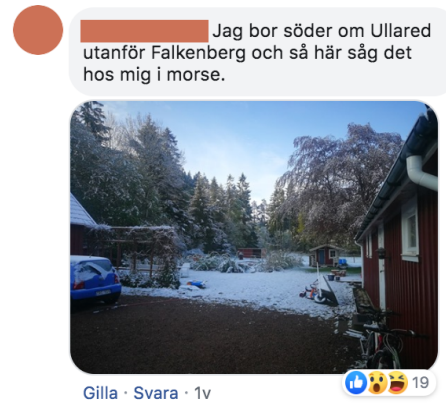 Jag bor söder om Ullared
utanför Falkenberg och så här såg det
hos mig i morse.
19
Gilla · Svara · 1v